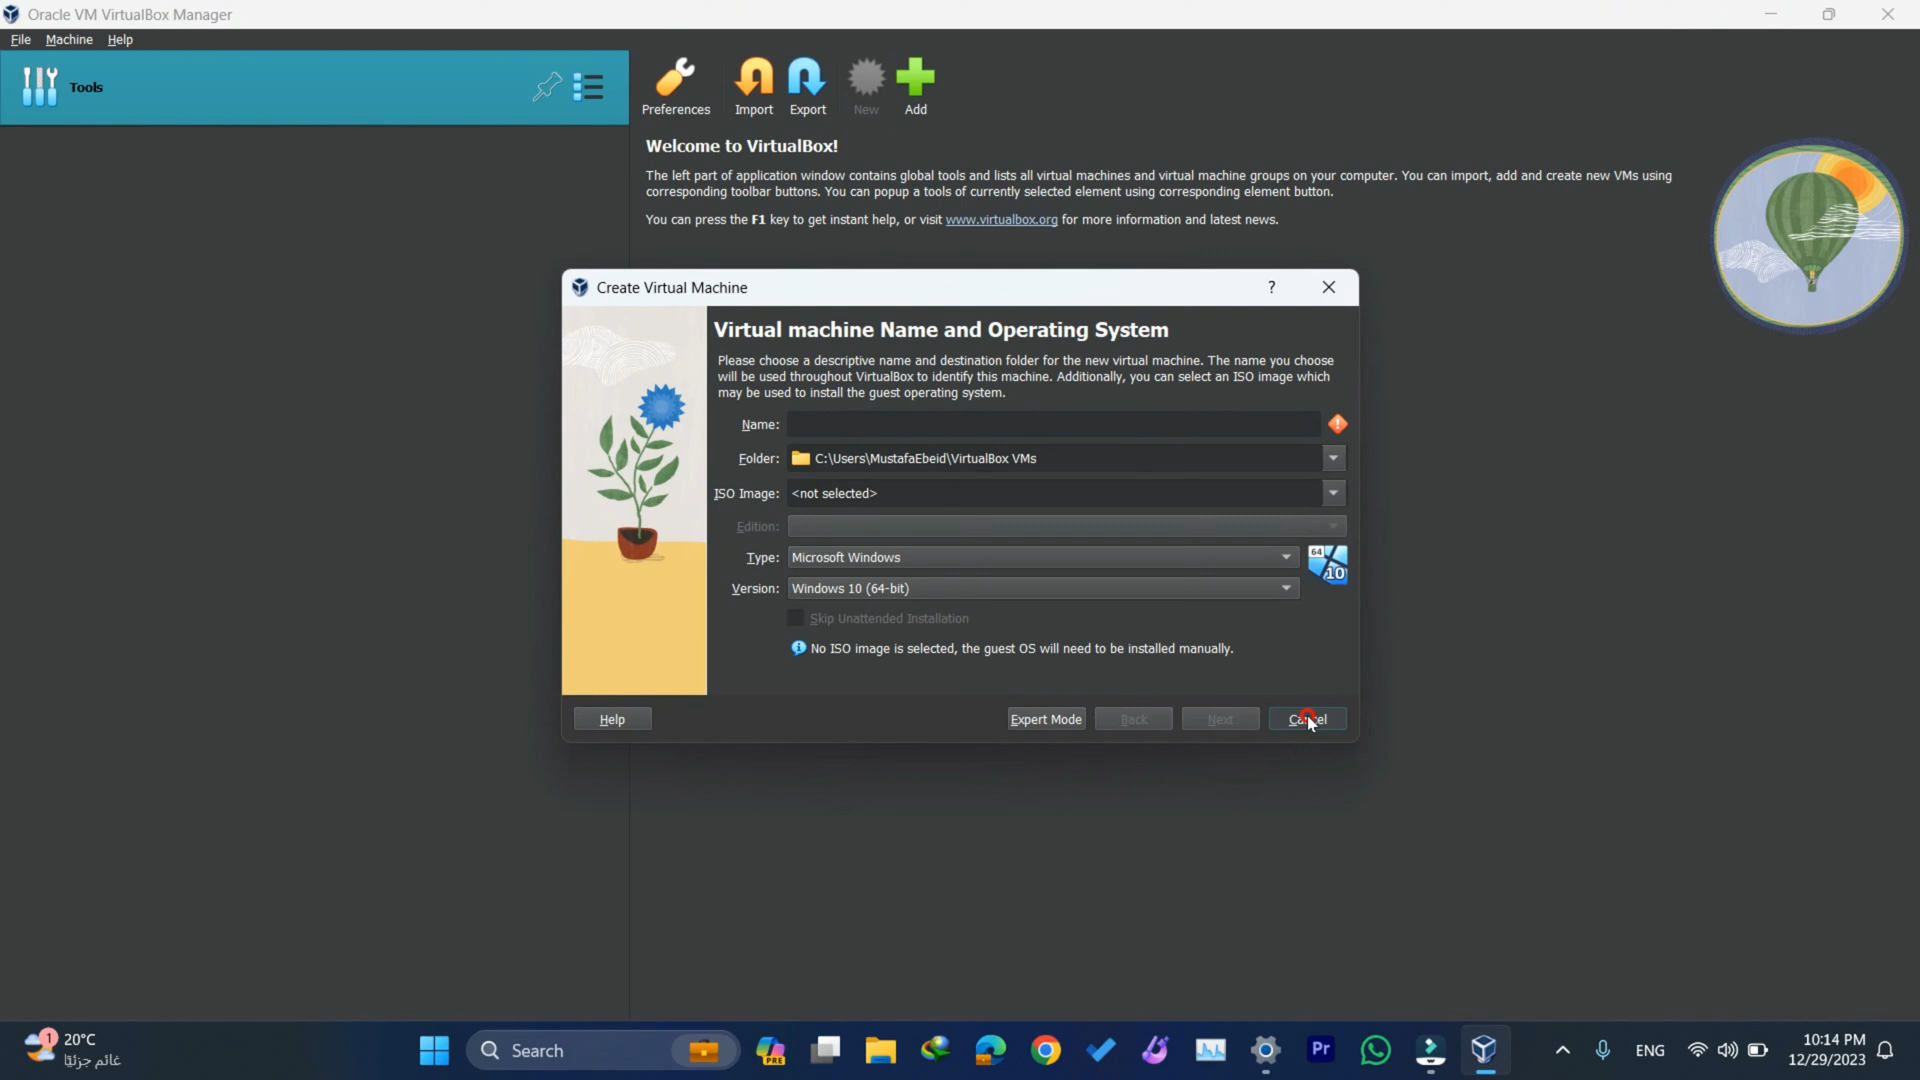 Oracle VM VirtualBox Manager
File Machine Help
Tools
Preferences Import Export New Add
Welcome to VirtualBox!
The left part of application window contains global tools and lists all virtual machines and virtual machine groups on your computer. You can import, add and create new VMs using
corresponding toolbar buttons. You can popup a tools of currently selected element using corresponding element button.
You can press the F1 key to get instant help, or visit www.virtualbox.org for more information and latest news.
Create Virtual Machine
?
Virtual machine Name and Operating System
Please choose a descriptive name and destination folder for the new virtual machine. The name you choose
will be used throughout VirtualBox to identify this machine. Additionally, you can select an ISO image which
may be used to install the guest operating system.
Name:
Folder: C:\Users\MustafaEbeid\VirtualBox VMs
ISO Image: <not selected>
Edition:
Type: Microsoft Windows
64
10
Version: Windows 10 (64-bit)
Skip Unattended Installation
No ISO image is selected, the guest OS will need to be installed manually.
Help Expert Mode Back Next Cancel
1 20°C
غائم جزئيًا
Search
PRE
Pr
ENG
10:14 PM
12/29/2023